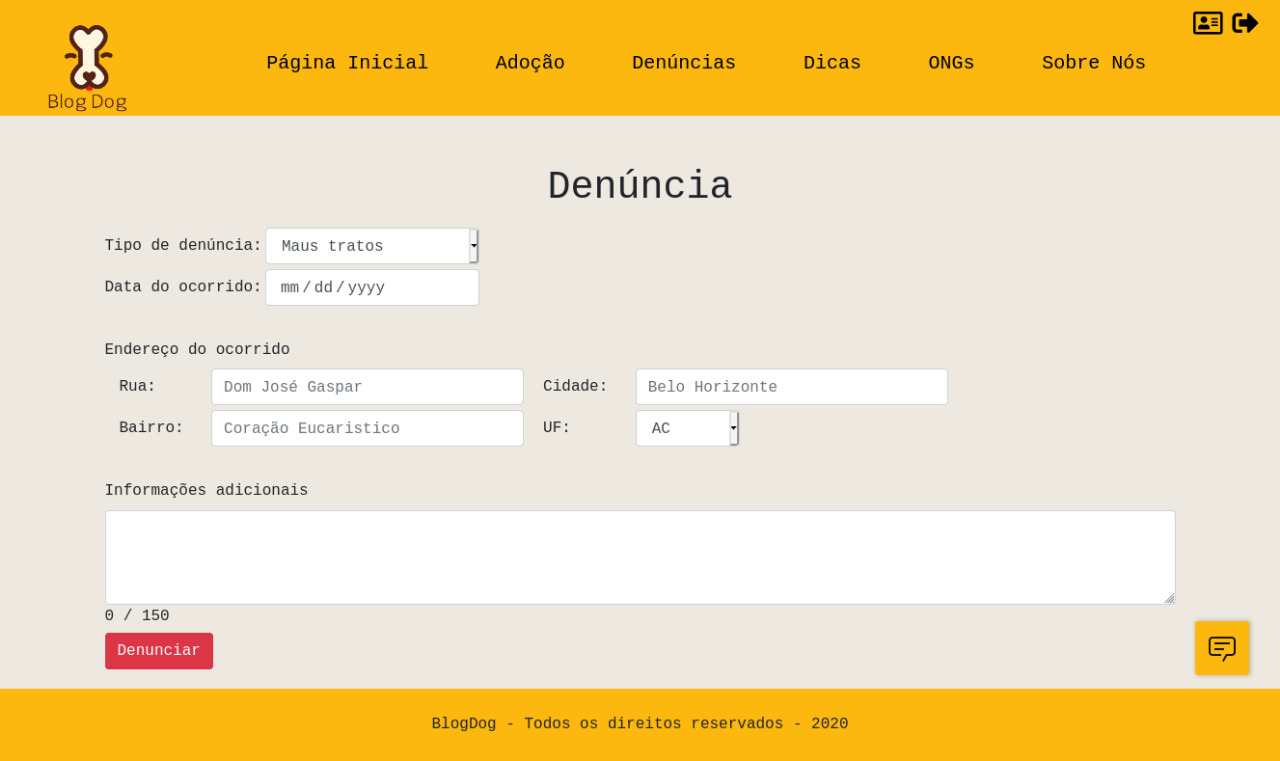 Blog Dog
Página Inicial Adoção Denúncias Dicas ONGs Sobre Nós
Denúncia
Tipo de denúncia: Maus tratos
Data do ocorrido: mm/dd/yyyy
Endereço do ocorrido
Rua: Dom José Gaspar Cidade: Belo Horizonte
Bairro: Coração Eucaristico UF: AC
Informações adicionais
0 / 150
Denunciar
BlogDog - Todos os direitos reservados - 2020